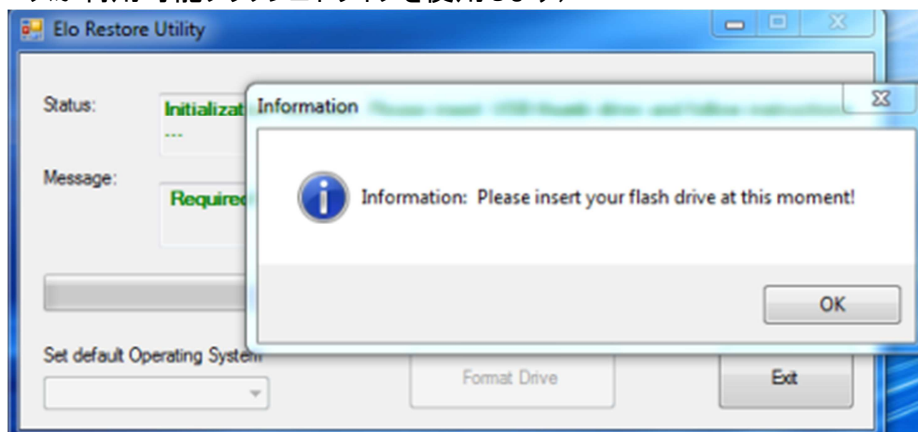 Elo Restore Utility
Information
Status:
Initializat
---
Message:
Required
Information: Please insert your flash drive at this moment!
OK
Set default Operating System
Format Drive
Exit